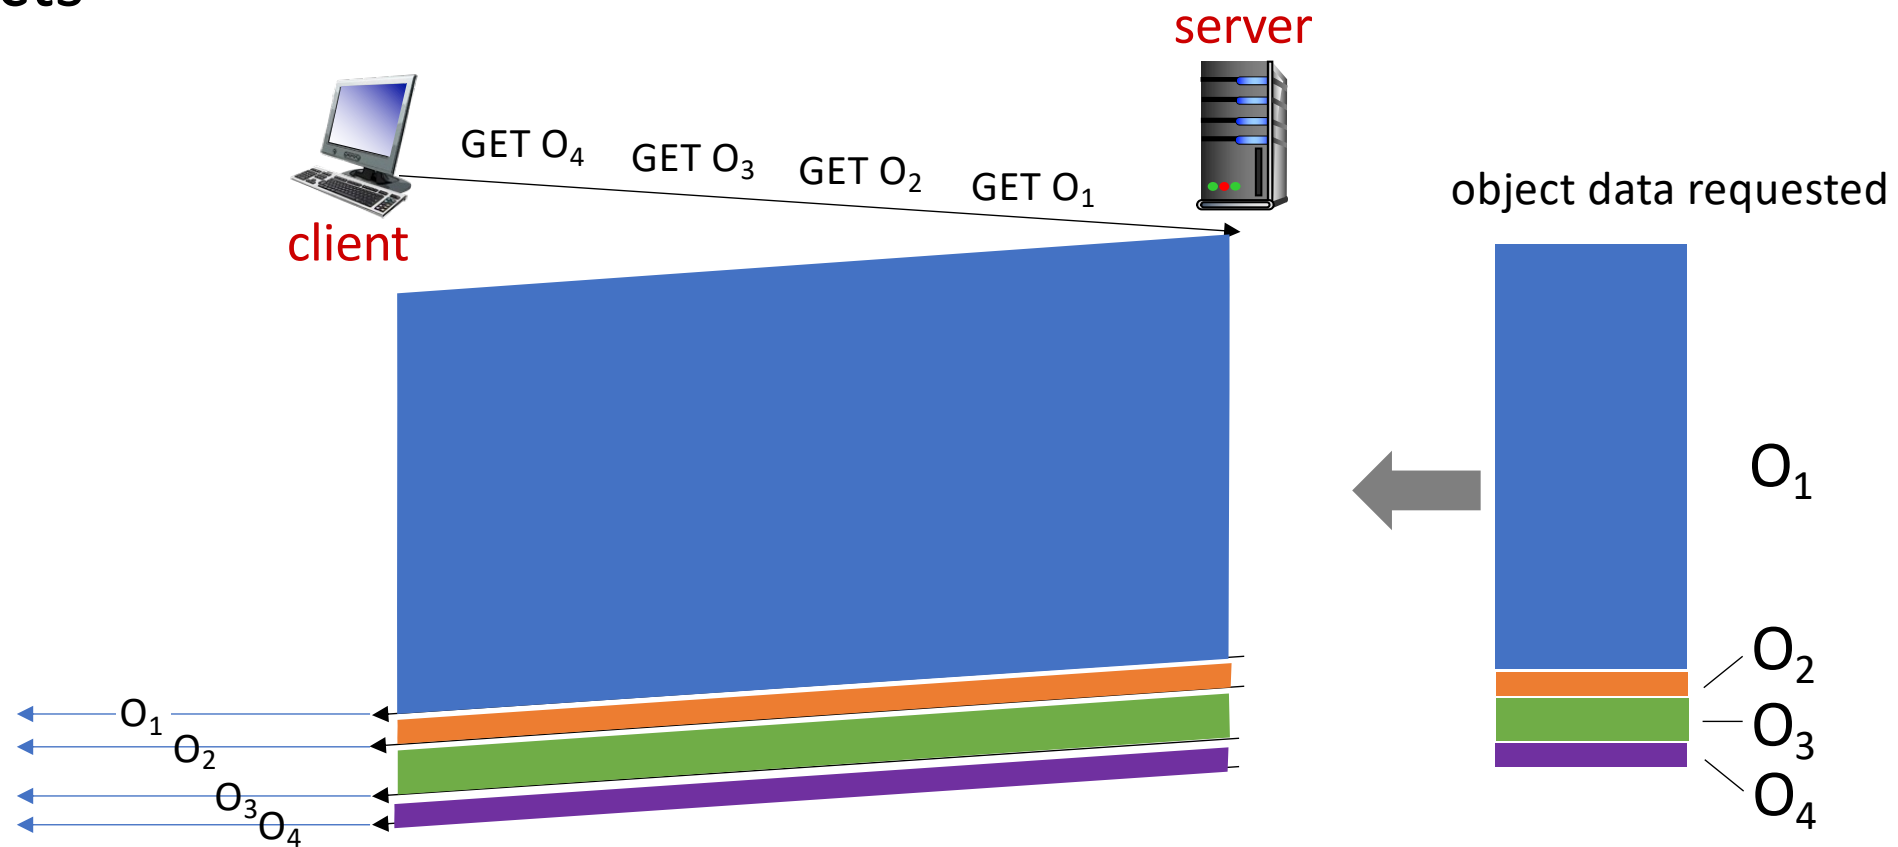 server
GET O₄
GET O₃
GET O₂
GET O₁
object data requested
client
O₁
O₂
O₃
O₄
O₁
O₂
O₃
O₄